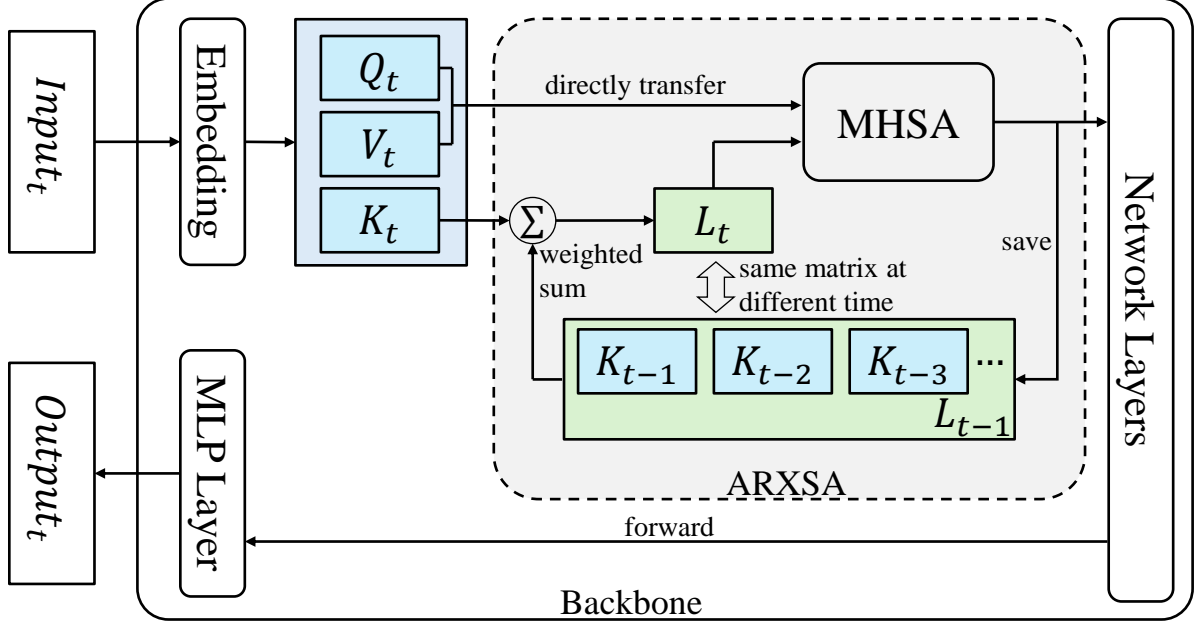 Input_t
Embedding
Q_t
V_t
K_t
directly transfer
MHSA
Σ
weighted
sum
L_t
save
same matrix at
different time
K_{t−1}
K_{t−2}
K_{t−3}
...
L_{t−1}
ARXSA
Network Layers
forward
MLP Layer
Output_t
Backbone